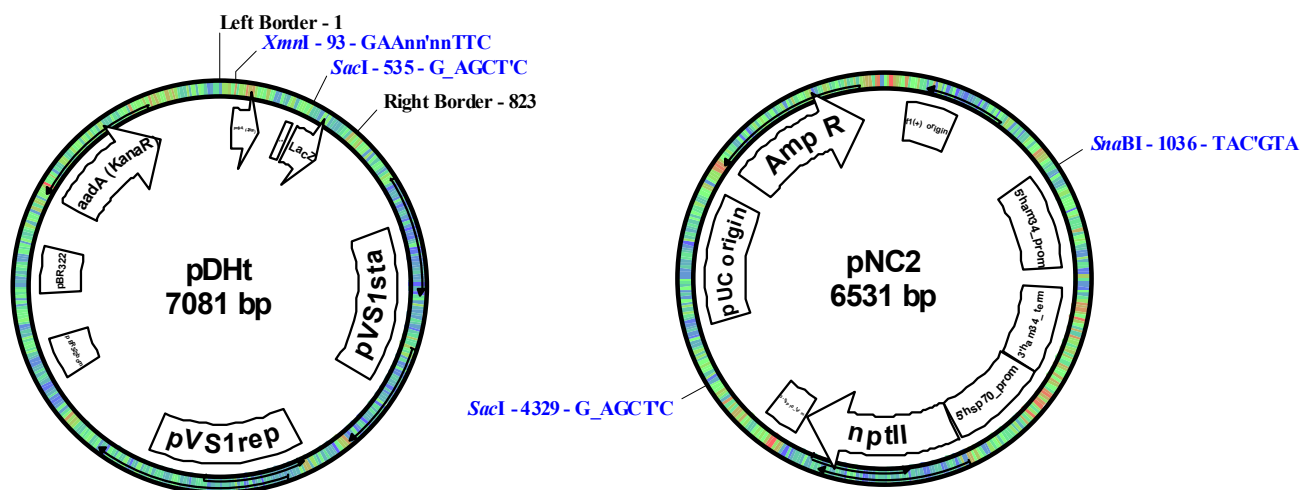 Left Border - 1
XmnI - 93 - GAAnn'nnTTC
SacI - 535 - G_AGCT'C
Right Border - 823
LacZ
aadA (KanaR)
pBR322
pVS1sta
pVS1rep
pDHt
7081 bp
f1(+) origin
Amp R
SnaBI - 1036 - TAC'GTA
5'ham34_prom
pUC origin
pNC2
6531 bp
3'ham34_term
5'hsp70_prom
SacI - 4329 - G_AGCT'C
nptII